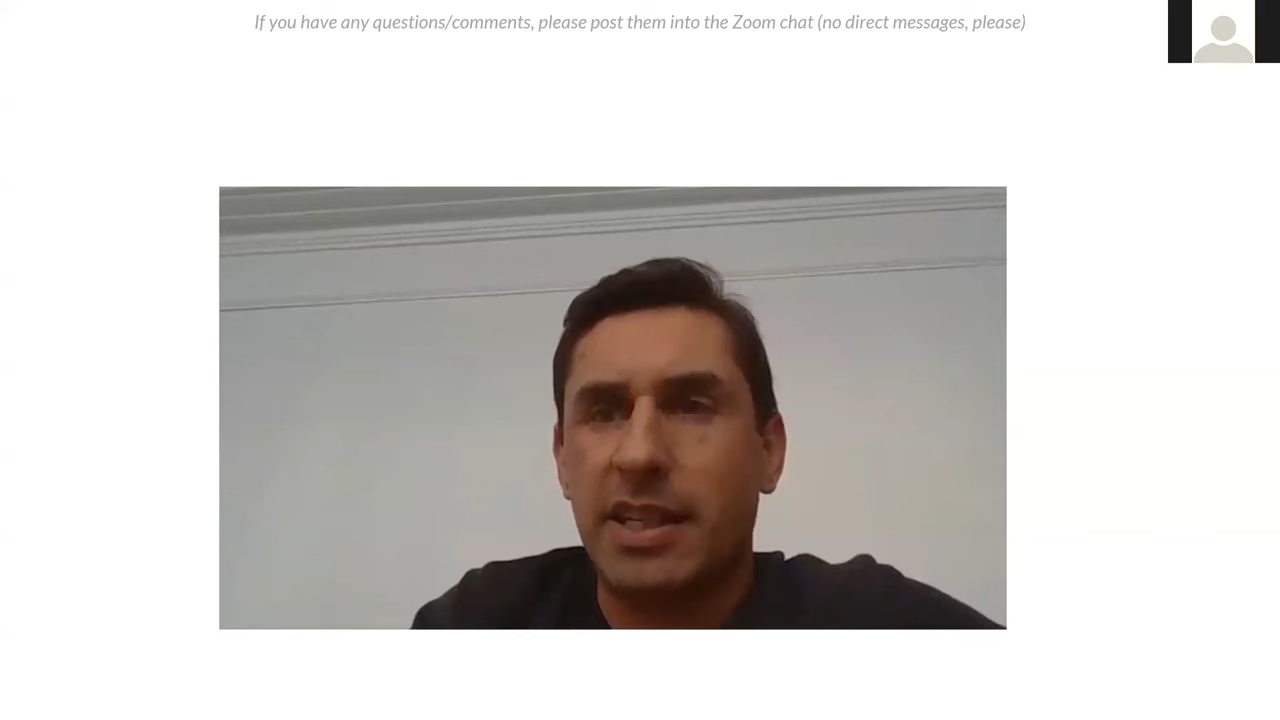 If you have any questions/comments, please post them into the Zoom chat (no direct messages, please)